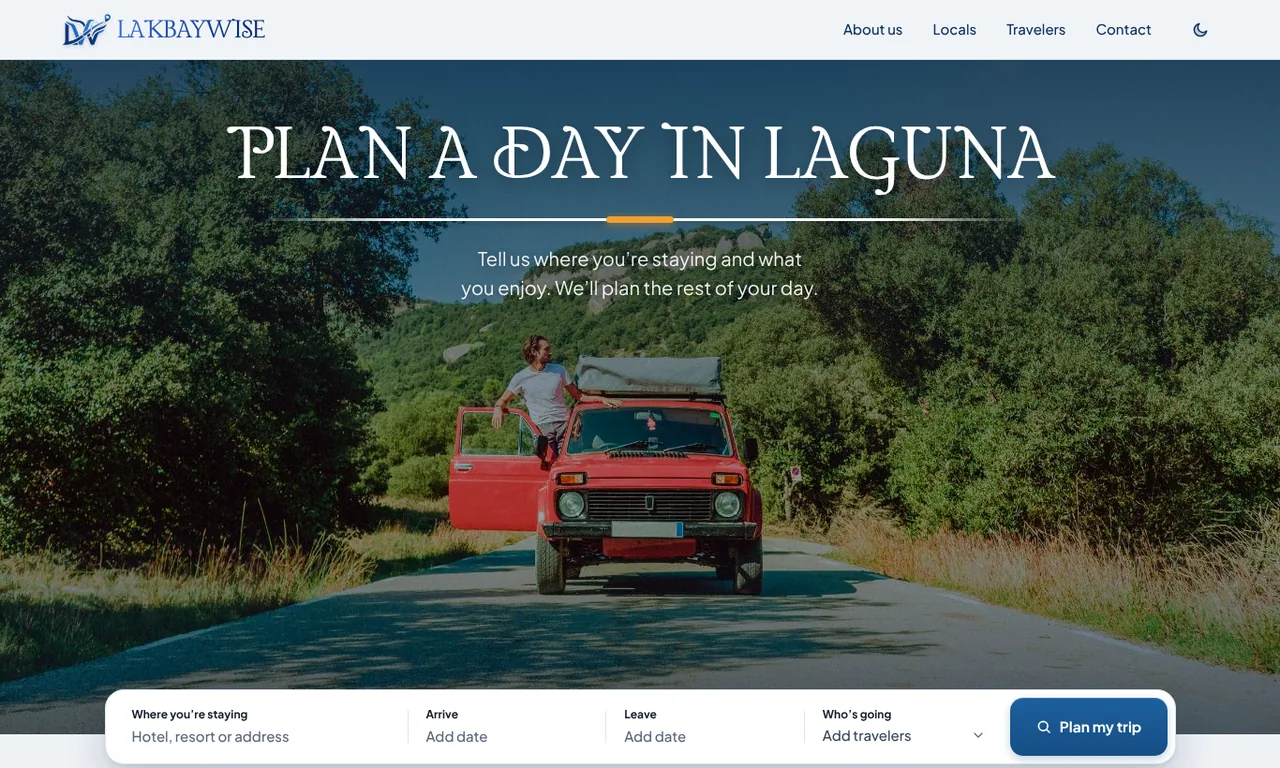 LAKBAYWISE
About us
Locals
Travelers
Contact
PLAN A DAY IN LAGUNA
Tell us where you're staying and what
you enjoy. We'll plan the rest of your day.
Where you're staying
Hotel, resort or address
Arrive
Add date
Leave
Add date
Who's going
Add travelers
Plan my trip